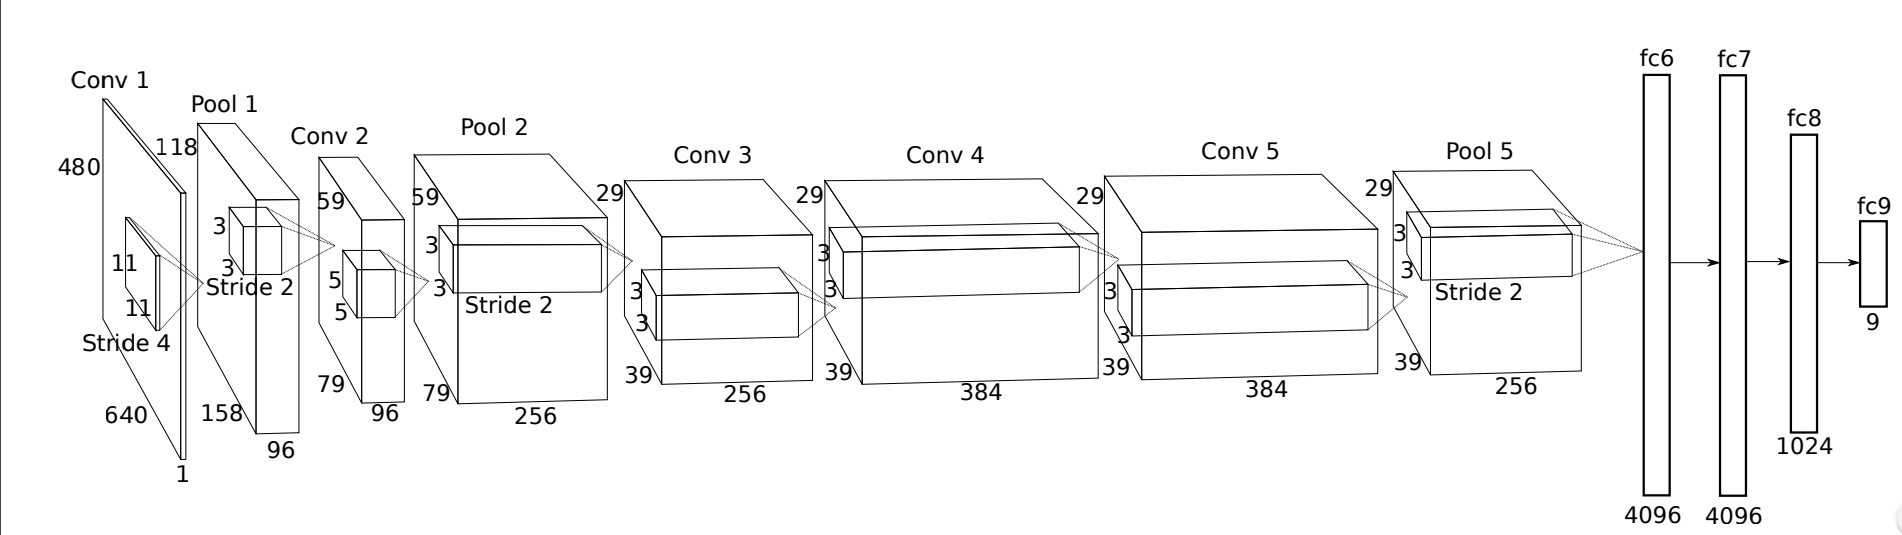 Conv 1
480
11
11
Stride 4
640
1
Pool 1
118
3
3
Stride 2
158
96
Conv 2
59
5
5
79
96
Pool 2
59
3
3
Stride 2
79
256
Conv 3
29
3
3
39
256
Conv 4
29
3
3
39
384
Conv 5
29
3
3
39
384
Pool 5
29
3
3
Stride 2
39
256
fc6
4096
fc7
4096
fc8
1024
fc9
9